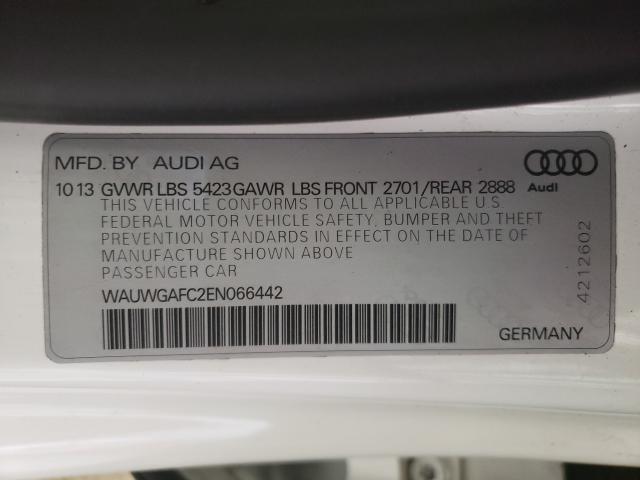 MFD. BY AUDI AG
10 13 GVWR LBS 5423 GAWR LBS FRONT 2701/REAR 2888
Audi
THIS VEHICLE CONFORMS TO ALL APPLICABLE U.S
FEDERAL MOTOR VEHICLE SAFETY, BUMPER AND THEFT
PREVENTION STANDARDS IN EFFECT ON THE DATE OF
MANUFACTURE SHOWN ABOVE
PASSENGER CAR
WAUWGAFC2EN066442
GERMANY
4212602